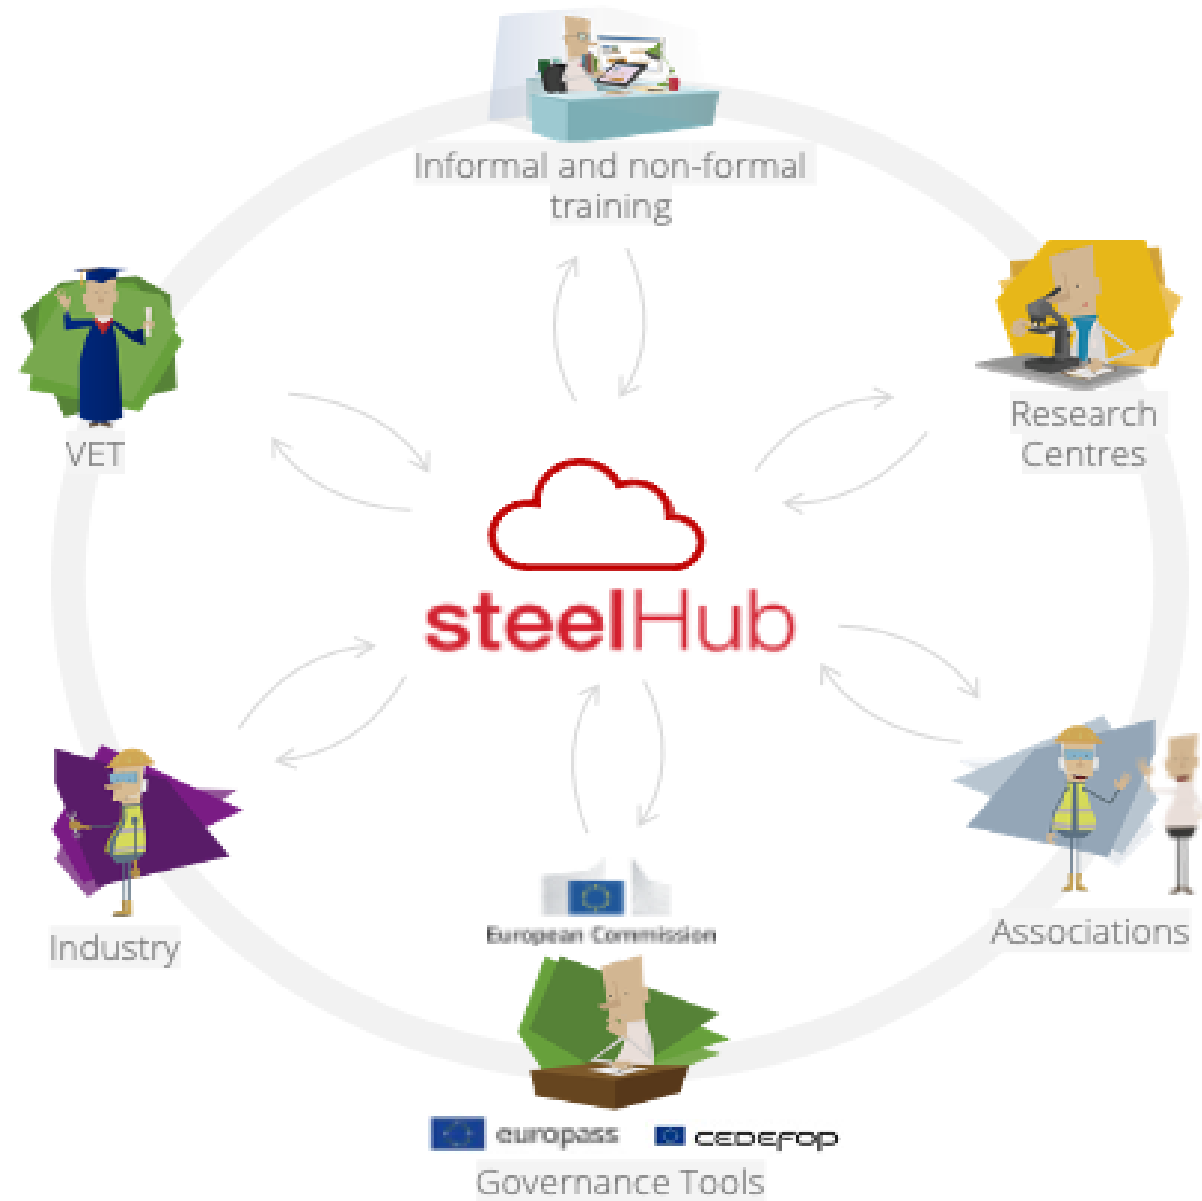 Informal and non-formal
training
Research
Centres
VET
steelHub
Industry
Associations
European Commission
europass
CEDEFOP
Governance Tools